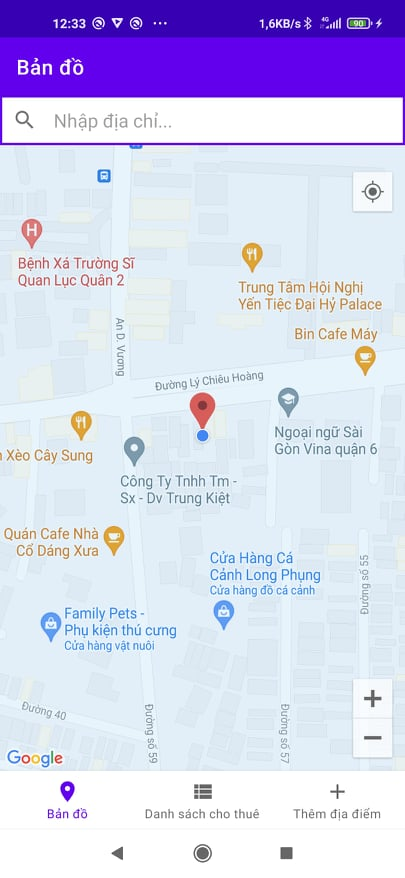 12:33
1,6KB/s 4G 90
Bản đồ
Nhập địa chỉ...
H
Bệnh Xá Trường Sĩ
Quan Lục Quân 2
Trung Tâm Hội Nghị
Yến Tiệc Đại Hỷ Palace
Bin Cafe Máy
An D. Vương
Đường Lý Chiêu Hoàng
Ngoại ngữ Sài
Gòn Vina quận 6
n Xèo Cây Sung
Công Ty Tnhh Tm -
Sx - Dv Trung Kiệt
Quán Cafe Nhà
Cổ Dáng Xưa
Cửa Hàng Cá
Cảnh Long Phụng
Cửa hàng đồ cá cảnh
Đường số 55
Family Pets -
Phụ kiện thú cưng
Cửa hàng vật nuôi
Đường 40
Đường số 59
Đường số 57
Google
Bản đồ
Danh sách cho thuê
Thêm địa điểm